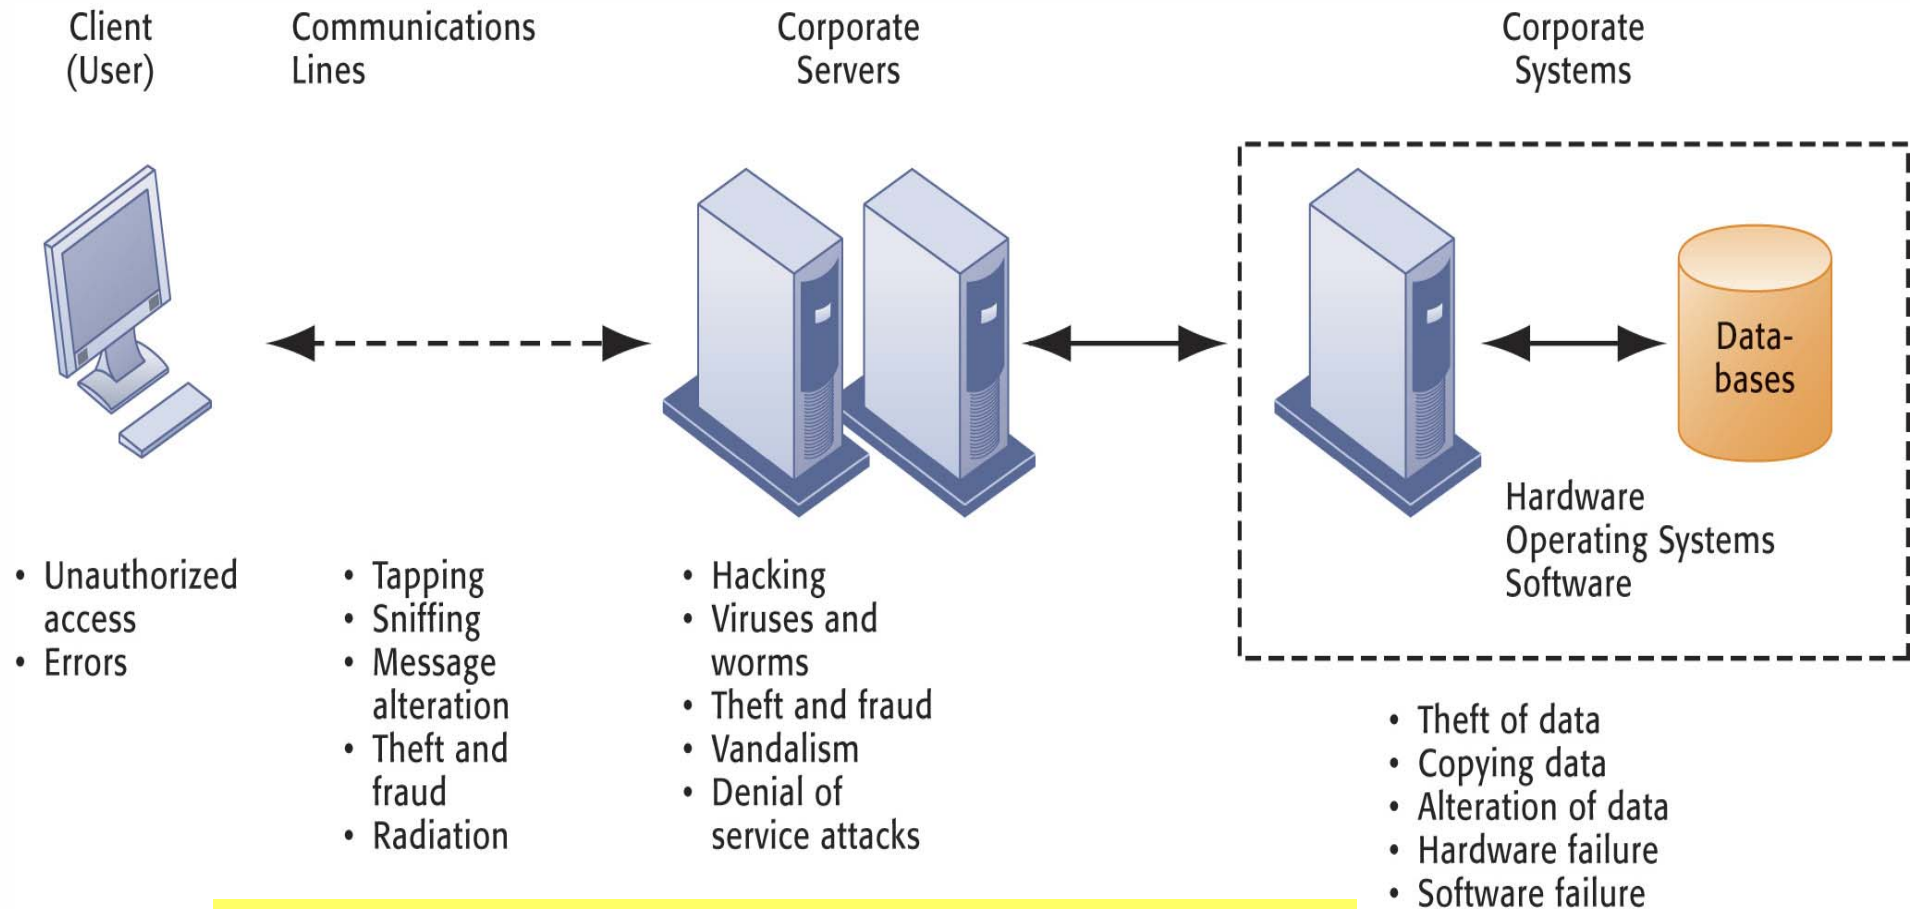 Client
(User)
Communications
Lines
Corporate
Servers
Corporate
Systems
Data-
bases
Hardware
Operating Systems
Software
• Unauthorized
access
• Errors
• Tapping
• Sniffing
• Message
alteration
• Theft and
fraud
• Radiation
• Hacking
• Viruses and
worms
• Theft and fraud
• Vandalism
• Denial of
service attacks
• Theft of data
• Copying data
• Alteration of data
• Hardware failure
• Software failure